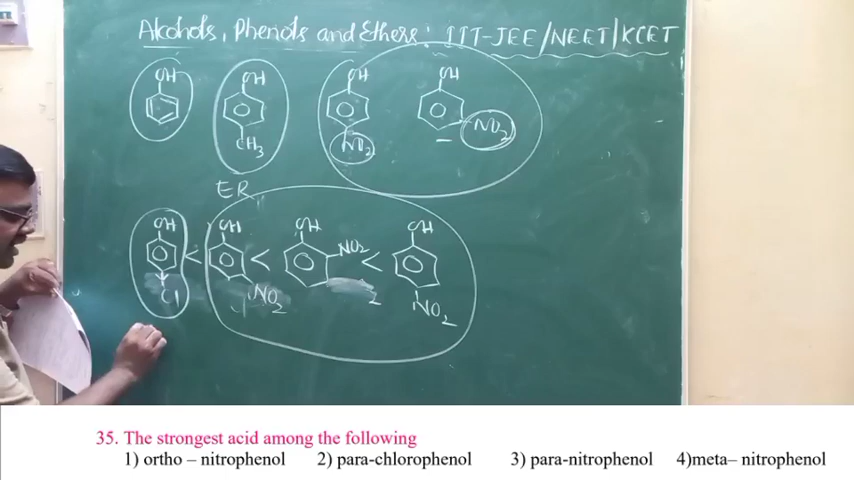 Alcohols, Phenols and Ethers: IIT-JEE/NEET/KCET
OH OH OH OH
NO2
CH3 NO2
ER
OH OH OH OH
< < NO2 <
Cl NO2 2 NO2
35. The strongest acid among the following
1) ortho – nitrophenol 2) para-chlorophenol 3) para-nitrophenol 4)meta– nitrophenol